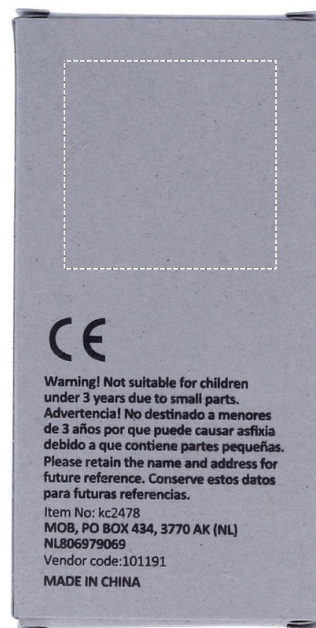 CE
Warning! Not suitable for children
under 3 years due to small parts.
Advertencia! No destinado a menores
de 3 años por que puede causar asfixia
debido a que contiene partes pequeñas.
Please retain the name and address for
future reference. Conserve estos datos
para futuras referencias.
Item No: kc2478
MOB, PO BOX 434, 3770 AK (NL)
NL806979069
Vendor code:101191
MADE IN CHINA